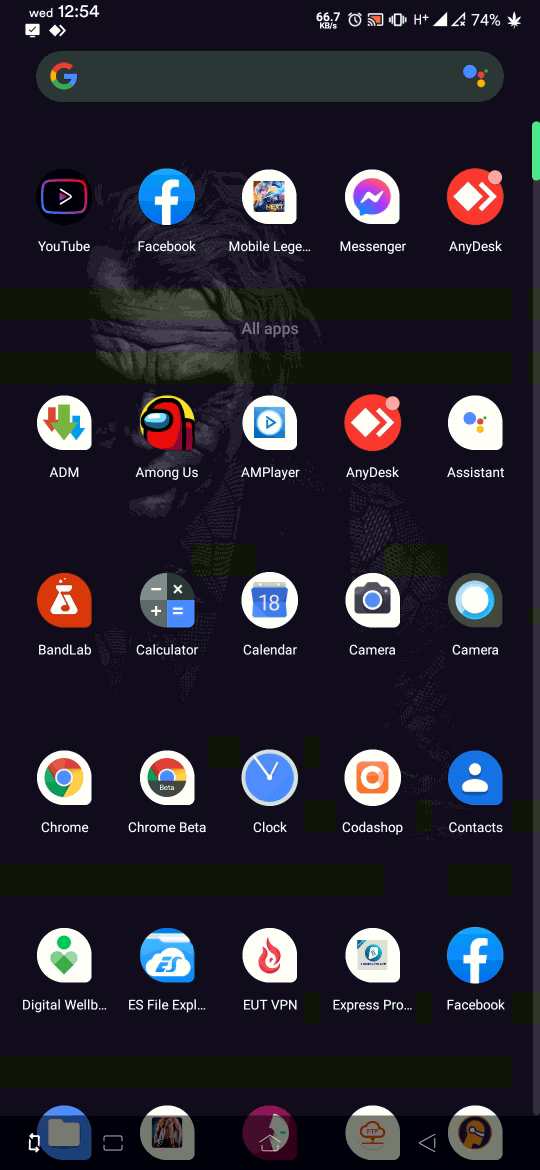 wed 12:54
66.7 KB/s H+ 74%
YouTube Facebook Mobile Lege... Messenger AnyDesk
All apps
ADM Among Us AMPlayer AnyDesk Assistant
18
BandLab Calculator Calendar Camera Camera
Beta
Chrome Chrome Beta Clock Codashop Contacts
ES
Digital Wellb... ES File Expl... EUT VPN Express Pro... Facebook
FTP